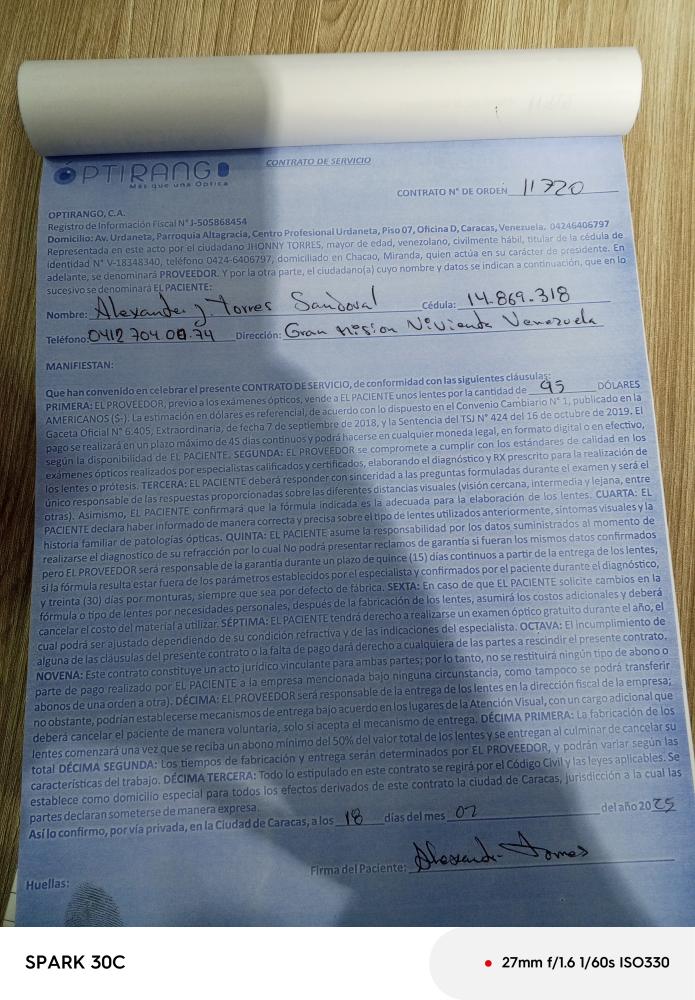 ÓPTIRANGO
Más que una Óptica
CONTRATO DE SERVICIO
CONTRATO N° DE ORDEN 11720
OPTIRANGO, C.A.
Registro de Información Fiscal N° J-505868454
Domicilio: Av. Urdaneta, Parroquia Altagracia, Centro Profesional Urdaneta, Piso 07, Oficina D, Caracas, Venezuela, 04246406797
Representada en este acto por el ciudadano JHONNY TORRES, mayor de edad, venezolano, civilmente hábil, titular de la cédula de
identidad N° V-18348340, teléfono 0424-6406797, domiciliado en Chacao, Miranda, quien actúa en su carácter de presidente. En
adelante, se denominará PROVEEDOR. Y por la otra parte, el ciudadano(a) cuyo nombre y datos se indican a continuación, que en lo
sucesivo se denominará EL PACIENTE:
Nombre: Alexander J. Torres Sandoval Cédula: 14.869.318
Teléfono: 0412 704 00.74 Dirección: Gran Mision Vivienda Venezuela
MANIFIESTAN:
Que han convenido en celebrar el presente CONTRATO DE SERVICIO, de conformidad con las siguientes cláusulas:
PRIMERA: EL PROVEEDOR, previo a los exámenes ópticos, vende a EL PACIENTE unos lentes por la cantidad de 95 DÓLARES
AMERICANOS ($-). La estimación en dólares es referencial, de acuerdo con lo dispuesto en el Convenio Cambiario N° 1, publicado en la
Gaceta Oficial N° 6.405, Extraordinaria, de fecha 7 de septiembre de 2018, y la Sentencia del TSJ N° 424 del 16 de octubre de 2019. El
pago se realizará en un plazo máximo de 45 días continuos y podrá hacerse en cualquier moneda legal, en formato digital o en efectivo,
según la disponibilidad de EL PACIENTE. SEGUNDA: EL PROVEEDOR se compromete a cumplir con los estándares de calidad en los
exámenes ópticos realizados por especialistas calificados y certificados, elaborando el diagnóstico y RX prescrito para la realización de
los lentes o prótesis. TERCERA: EL PACIENTE deberá responder con sinceridad a las preguntas formuladas durante el examen y será el
único responsable de las respuestas proporcionadas sobre las diferentes distancias visuales (visión cercana, intermedia y lejana, entre
otras). Asimismo, EL PACIENTE confirmará que la fórmula indicada es la adecuada para la elaboración de los lentes. CUARTA: EL
PACIENTE declara haber informado de manera correcta y precisa sobre el tipo de lentes utilizados anteriormente, síntomas visuales y la
historia familiar de patologías ópticas. QUINTA: EL PACIENTE asume la responsabilidad por los datos suministrados al momento de
realizarse el diagnostico de su refracción por lo cual No podrá presentar reclamos de garantía si fueran los mismos datos confirmados
pero EL PROVEEDOR será responsable de la garantía durante un plazo de quince (15) días continuos a partir de la entrega de los lentes,
si la fórmula resulta estar fuera de los parámetros establecidos por el especialista y confirmados por el paciente durante el diagnóstico,
y treinta (30) días por monturas, siempre que sea por defecto de fábrica. SEXTA: En caso de que EL PACIENTE solicite cambios en la
fórmula o tipo de lentes por necesidades personales, después de la fabricación de los lentes, asumirá los costos adicionales y deberá
cancelar el costo del material a utilizar. SÉPTIMA: EL PACIENTE tendrá derecho a realizarse un examen óptico gratuito durante el año, el
cual podrá ser ajustado dependiendo de su condición refractiva y de las indicaciones del especialista. OCTAVA: El incumplimiento de
alguna de las cláusulas del presente contrato o la falta de pago dará derecho a cualquiera de las partes a rescindir el presente contrato.
NOVENA: Este contrato constituye un acto jurídico vinculante para ambas partes; por lo tanto, no se restituirá ningún tipo de abono o
parte de pago realizado por EL PACIENTE a la empresa mencionada bajo ninguna circunstancia, como tampoco se podrá transferir
abonos de una orden a otra). DÉCIMA: EL PROVEEDOR será responsable de la entrega de los lentes en la dirección fiscal de la empresa;
no obstante, podrían establecerse mecanismos de entrega bajo acuerdo en los lugares de la Atención Visual, con un cargo adicional que
deberá cancelar el paciente de manera voluntaria, solo si acepta el mecanismo de entrega. DÉCIMA PRIMERA: La fabricación de los
lentes comenzará una vez que se reciba un abono mínimo del 50% del valor total de los lentes y se entregan al culminar de cancelar su
total DÉCIMA SEGUNDA: Los tiempos de fabricación y entrega serán determinados por EL PROVEEDOR, y podrán variar según las
características del trabajo. DÉCIMA TERCERA: Todo lo estipulado en este contrato se regirá por el Código Civil y las leyes aplicables. Se
establece como domicilio especial para todos los efectos derivados de este contrato la ciudad de Caracas, jurisdicción a la cual las
partes declaran someterse de manera expresa.
Así lo confirmo, por vía privada, en la Ciudad de Caracas, a los 18 días del mes 02 del año 2025
Firma del Paciente: Alexander Torres
Huellas:
SPARK 30C
27mm f/1.6 1/60s ISO330